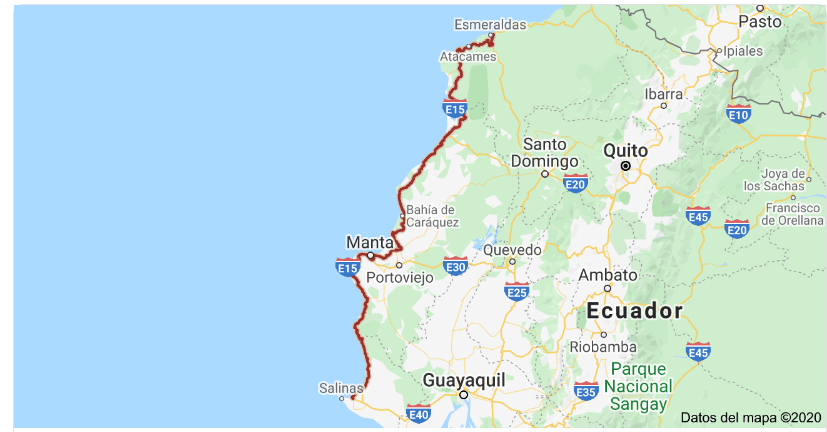 Esmeraldas
Pasto
Atacames
Ipiales
Ibarra
E15
E10
Santo
Domingo
Quito
E20
Joya de
los Sachas
Bahía de
Caráquez
E45
Francisco
de Orellana
E20
Manta
Quevedo
E15
Portoviejo
E30
Ambato
E25
Ecuador
Riobamba
E45
Parque
Nacional
Sangay
Salinas
Guayaquil
E35
E40
Datos del mapa ©2020